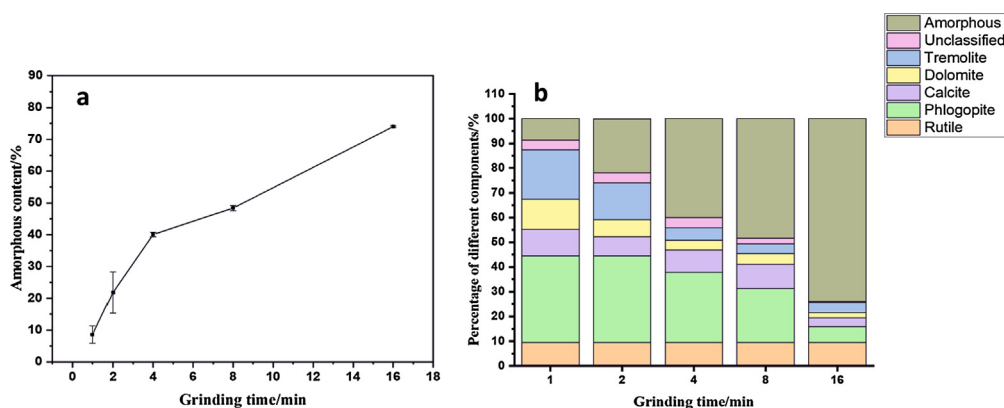 a
90
80
70
60
50
40
30
20
10
0
Amorphous content/%
0 2 4 6 8 10 12 14 16 18
Grinding time/min
Amorphous
Unclassified
Tremolite
Dolomite
Calcite
Phlogopite
Rutile
b
110
100
90
80
70
60
50
40
30
20
10
0
Percentage of different components/%
1 2 4 8 16
Grinding time/min